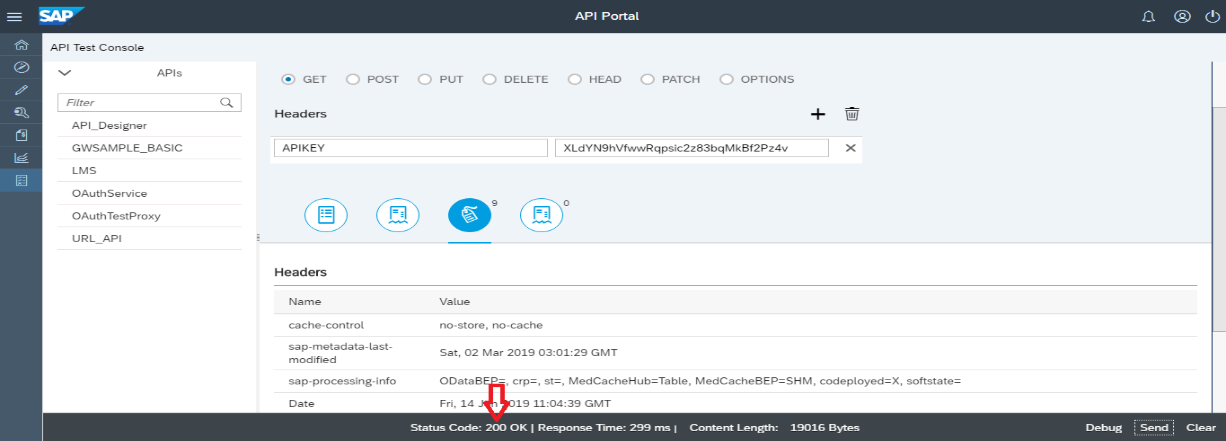 SAP
API Portal
API Test Console
APIs
Filter
API_Designer
GWSAMPLE_BASIC
LMS
OAuthService
OAuthTestProxy
URL_API
GET POST PUT DELETE HEAD PATCH OPTIONS
Headers
APIKEY XLdYN9hVfwwRqpsic2z83bqMkBf2Pz4v
9 0
Headers
Name Value
cache-control no-store, no-cache
sap-metadata-last-
modified Sat, 02 Mar 2019 03:01:29 GMT
sap-processing-info ODataBEP=, crp=, st=, MedCacheHub=Table, MedCacheBEP=SHM, codeployed=X, softstate=
Date Fri, 14 2019 11:04:39 GMT
Status Code: 200 OK | Response Time: 299 ms | Content Length: 19016 Bytes Debug Send Clear